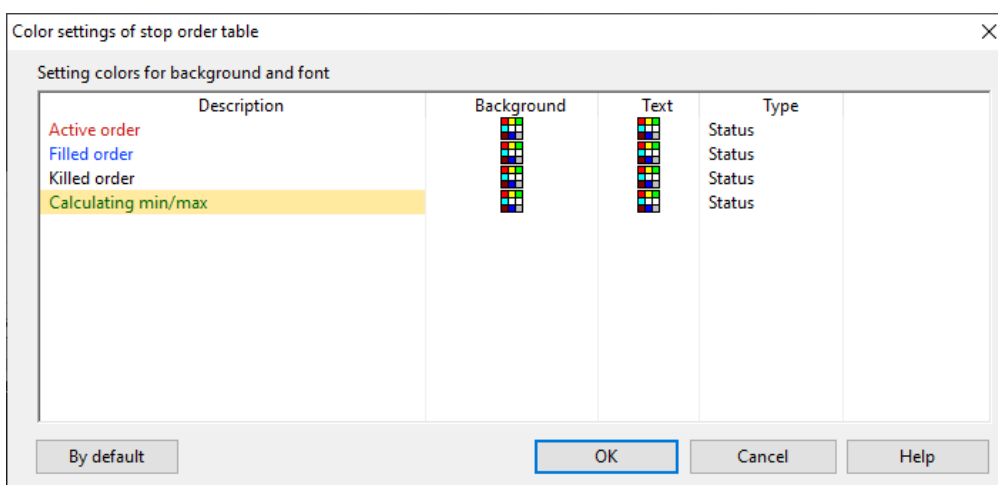 Color settings of stop order table
Setting colors for background and font
Description Background Text Type
Active order Status
Filled order Status
Killed order Status
Calculating min/max Status
By default OK Cancel Help